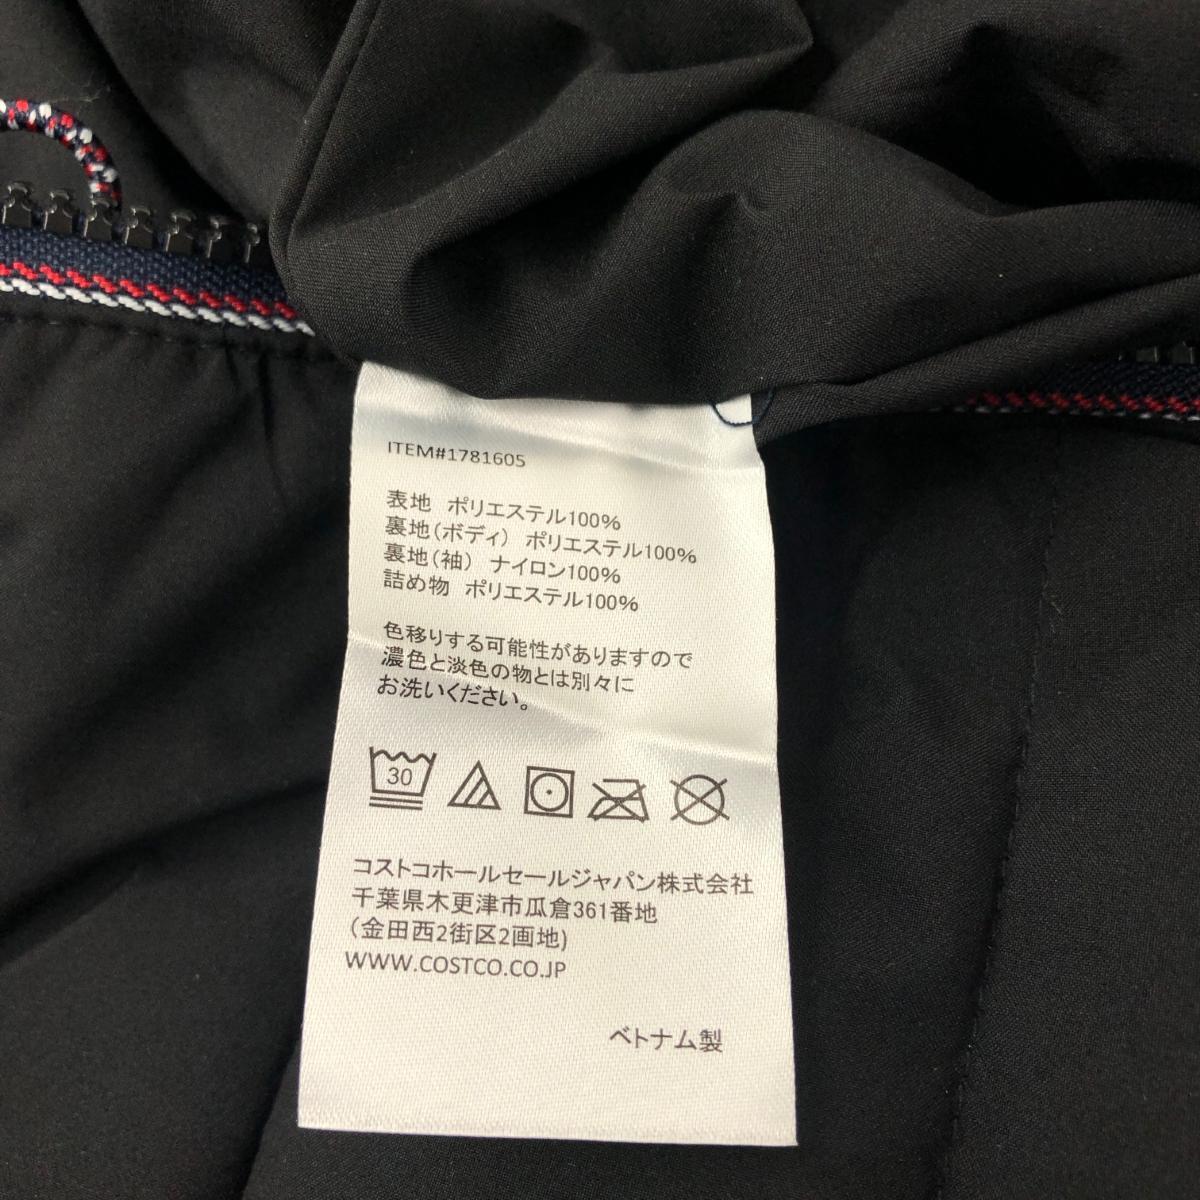 ITEM#1781605
表地 ポリエステル100%
裏地(ボディ) ポリエステル100%
裏地(袖) ナイロン100%
詰め物 ポリエステル100%
色移りする可能性がありますので
濃色と淡色の物とは別々に
お洗いください。
30
コストコホールセールジャパン株式会社
千葉県木更津市瓜倉361番地
(金田西2街区2画地)
WWW.COSTCO.CO.JP
ベトナム製